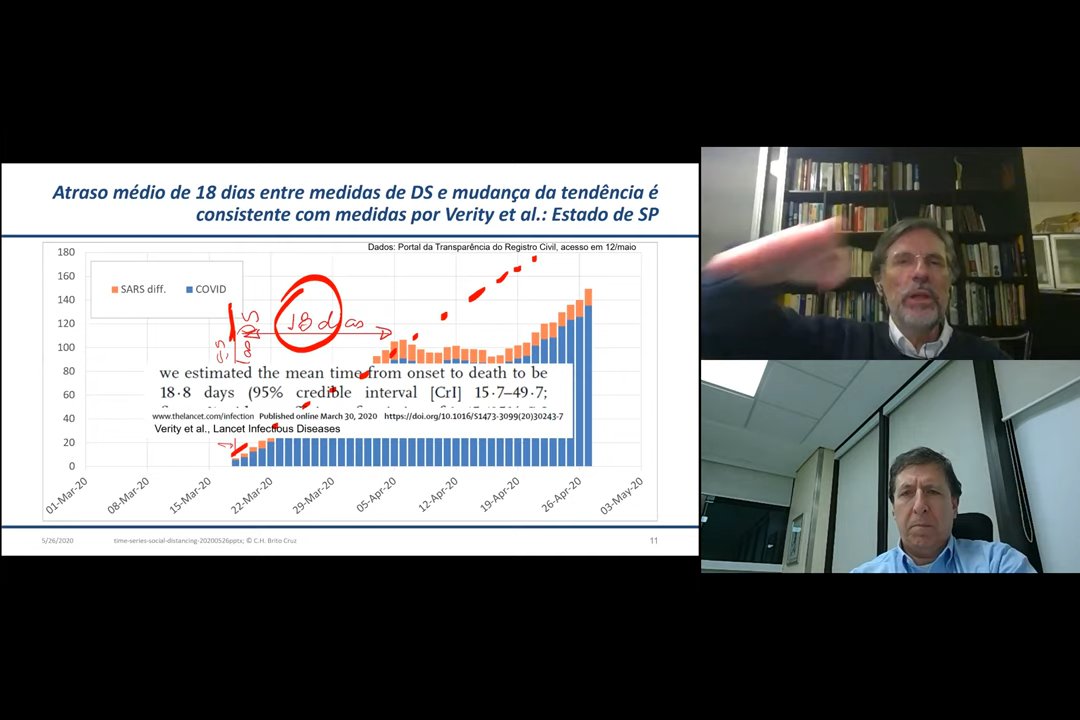 Atraso médio de 18 dias entre medidas de DS e mudança da tendência é
consistente com medidas por Verity et al.: Estado de SP
Dados: Portal da Transparência do Registro Civil, acesso em 12/maio
180
160
140
120
100
80
60
40
20
0
SARS diff.
COVID
18 dias
we estimated the mean time from onset to death to be
18·8 days (95% credible interval [CrI] 15·7–49·7;
www.thelancet.com/infection Published online March 30, 2020 https://doi.org/10.1016/S1473-3099(20)30243-7
Verity et al., Lancet Infectious Diseases
01-Mar-20
08-Mar-20
15-Mar-20
22-Mar-20
29-Mar-20
05-Apr-20
12-Apr-20
19-Apr-20
26-Apr-20
03-May-20
5/26/2020
time-series-social-distancing-20200526pptx; © C.H. Brito Cruz
11